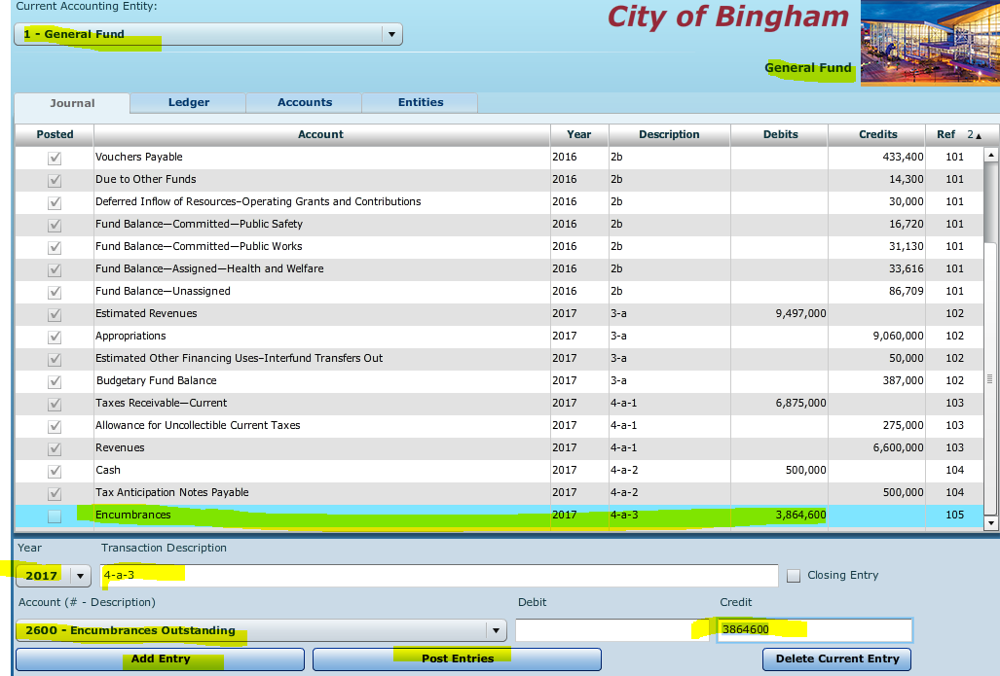 Current Accounting Entity:
City of Bingham
1 - General Fund
General Fund
Journal Ledger Accounts Entities
Posted Account Year Description Debits Credits Ref 2
Vouchers Payable 2016 2b 433,400 101
Due to Other Funds 2016 2b 14,300 101
Deferred Inflow of Resources–Operating Grants and Contributions 2016 2b 30,000 101
Fund Balance—Committed—Public Safety 2016 2b 16,720 101
Fund Balance—Committed—Public Works 2016 2b 31,130 101
Fund Balance—Assigned—Health and Welfare 2016 2b 33,616 101
Fund Balance—Unassigned 2016 2b 86,709 101
Estimated Revenues 2017 3-a 9,497,000 102
Appropriations 2017 3-a 9,060,000 102
Estimated Other Financing Uses–Interfund Transfers Out 2017 3-a 50,000 102
Budgetary Fund Balance 2017 3-a 387,000 102
Taxes Receivable—Current 2017 4-a-1 6,875,000 103
Allowance for Uncollectible Current Taxes 2017 4-a-1 275,000 103
Revenues 2017 4-a-1 6,600,000 103
Cash 2017 4-a-2 500,000 104
Tax Anticipation Notes Payable 2017 4-a-2 500,000 104
Encumbrances 2017 4-a-3 3,864,600 105
Year Transaction Description
2017 4-a-3 Closing Entry
Account (# - Description) Debit Credit
2600 - Encumbrances Outstanding 3864600
Add Entry Post Entries Delete Current Entry